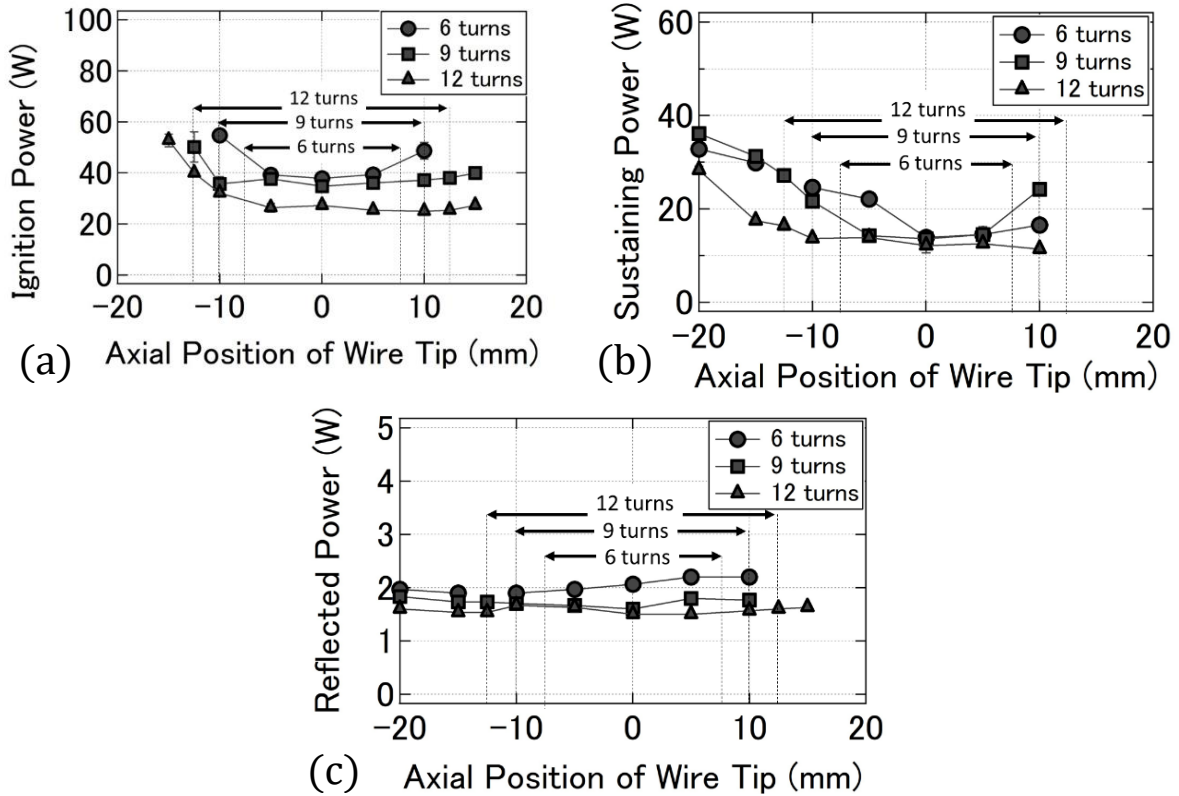 (a)
Ignition Power (W)
100
80
60
40
20
0
6 turns
9 turns
12 turns
12 turns
9 turns
6 turns
−20 −10 0 10 20
Axial Position of Wire Tip (mm)
(b)
Sustaining Power (W)
60
40
20
0
6 turns
9 turns
12 turns
12 turns
9 turns
6 turns
−20 −10 0 10 20
Axial Position of Wire Tip (mm)
(c)
Reflected Power (W)
5
4
3
2
1
0
6 turns
9 turns
12 turns
12 turns
9 turns
6 turns
−20 −10 0 10 20
Axial Position of Wire Tip (mm)